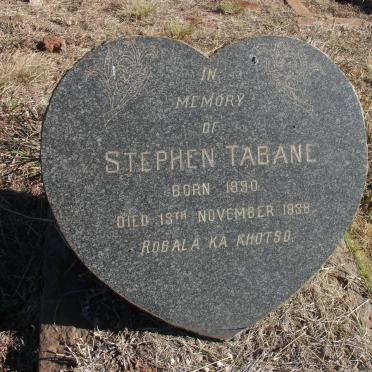 IN
MEMORY
OF
STEPHEN TABANE
BORN 1890.
DIED 13TH NOVEMBER 1938.
ROBALA KA KHOTSO.